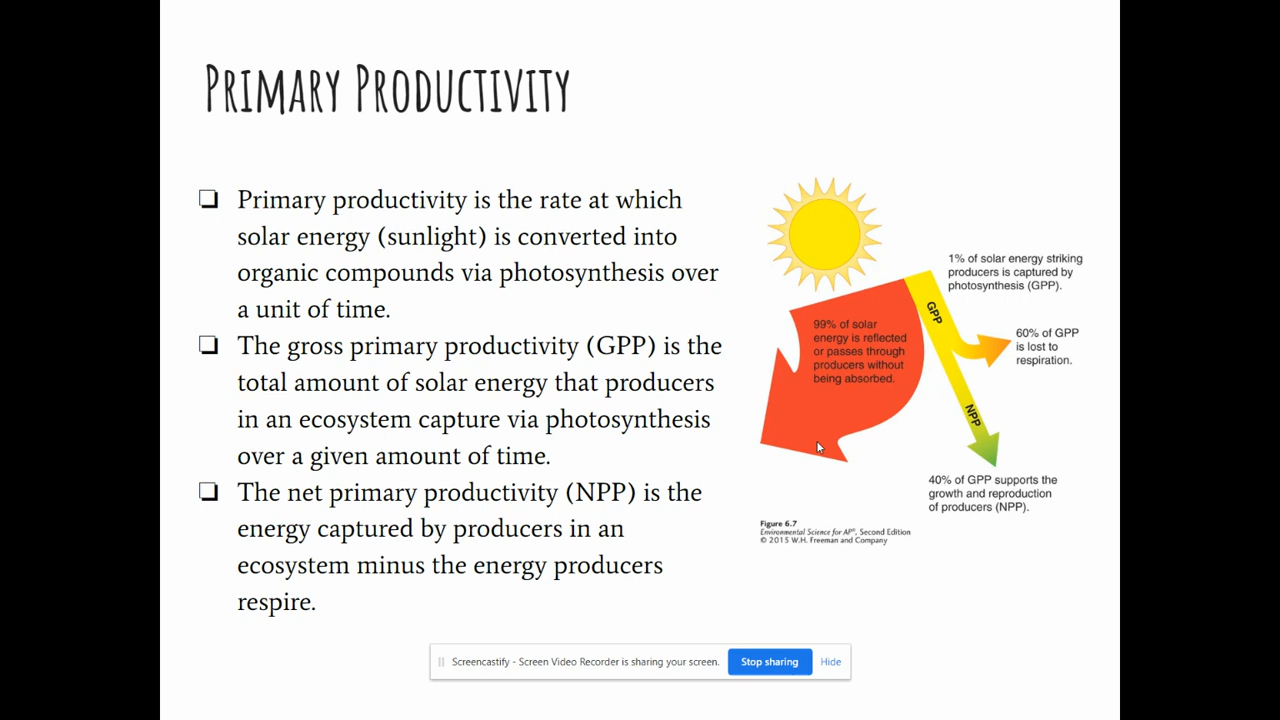 PRIMARY PRODUCTIVITY
Primary productivity is the rate at which
solar energy (sunlight) is converted into
organic compounds via photosynthesis over
a unit of time.
The gross primary productivity (GPP) is the
total amount of solar energy that producers
in an ecosystem capture via photosynthesis
over a given amount of time.
The net primary productivity (NPP) is the
energy captured by producers in an
ecosystem minus the energy producers
respire.
1% of solar energy striking
producers is captured by
photosynthesis (GPP).
GPP
99% of solar
energy is reflected
or passes through
producers without
being absorbed.
60% of GPP
is lost to
respiration.
NPP
40% of GPP supports the
growth and reproduction
of producers (NPP).
Figure 6.7
Environmental Science for AP®, Second Edition
© 2015 W.H. Freeman and Company
Screencastify - Screen Video Recorder is sharing your screen.
Stop sharing
Hide